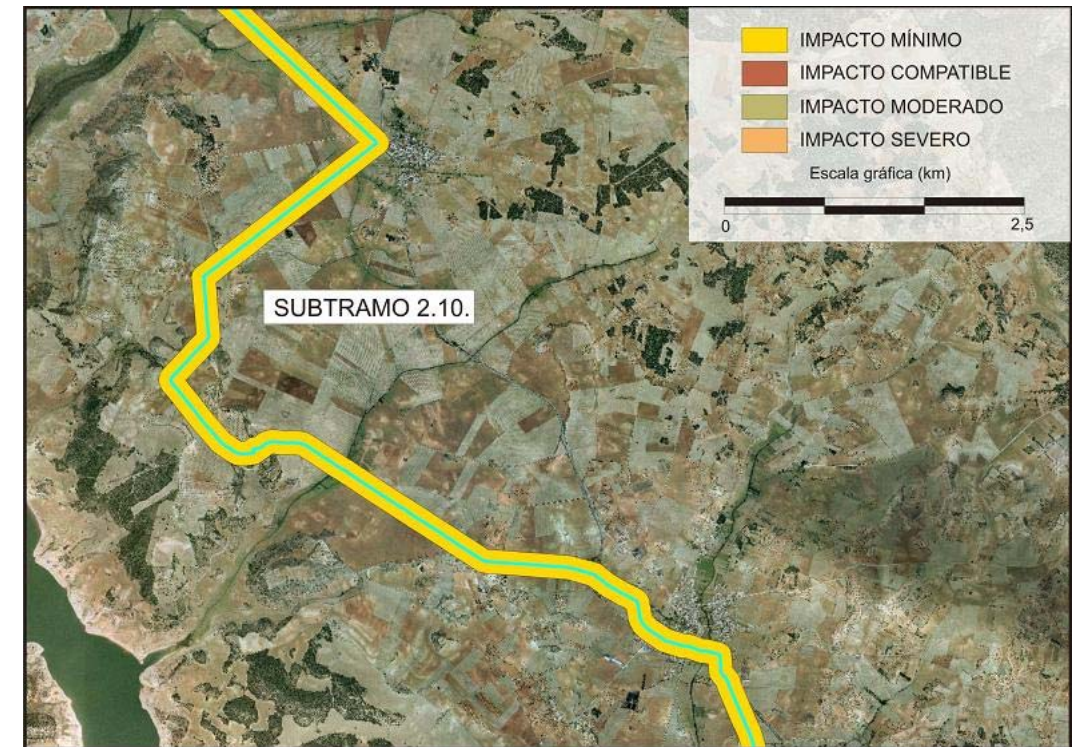 IMPACTO MÍNIMO
IMPACTO COMPATIBLE
IMPACTO MODERADO
IMPACTO SEVERO
Escala gráfica (km)
0 2,5
SUBTRAMO 2.10.